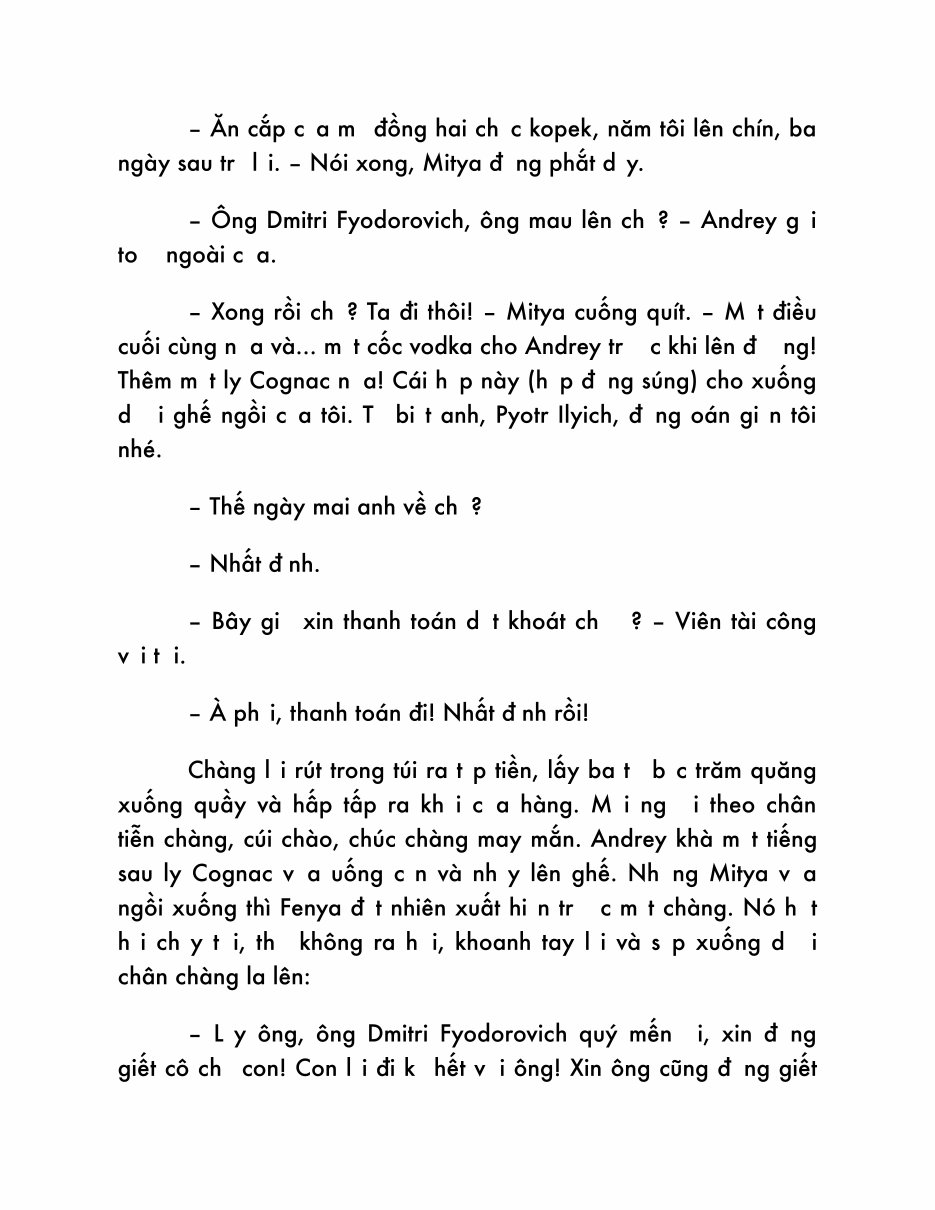 – Ăn cắp c a m đồng hai ch c kopek, năm tôi lên chín, ba
ngày sau tr l i. – Nói xong, Mitya đ ng phắt d y.
– Ông Dmitri Fyodorovich, ông mau lên ch ? – Andrey g i
to ngoài c a.
– Xong rồi ch ? Ta đi thôi! – Mitya cuống quít. – M t điều
cuối cùng n a và... m t cốc vodka cho Andrey tr c khi lên đ ng!
Thêm m t ly Cognac n a! Cái h p này (h p đ ng súng) cho xuống
d i ghế ngồi c a tôi. T bi t anh, Pyotr Ilyich, đ ng oán gi n tôi
nhé.
– Thế ngày mai anh về ch ?
– Nhất đ nh.
– Bây gi xin thanh toán d t khoát ch ? – Viên tài công
v i t i.
– À ph i, thanh toán đi! Nhất đ nh rồi!
Chàng l i rút trong túi ra t p tiền, lấy ba t b c trăm quăng
xuống quầy và hấp tấp ra kh i c a hàng. M i ng i theo chân
tiễn chàng, cúi chào, chúc chàng may mắn. Andrey khà m t tiếng
sau ly Cognac v a uống c n và nh y lên ghế. Nh ng Mitya v a
ngồi xuống thì Fenya đ t nhiên xuất hi n tr c m t chàng. Nó h t
h i ch y t i, th không ra h i, khoanh tay l i và s p xuống d i
chân chàng la lên:
– L y ông, ông Dmitri Fyodorovich quý mến i, xin đ ng
giết cô ch con! Con l i đi k hết v i ông! Xin ông cũng đ ng giết